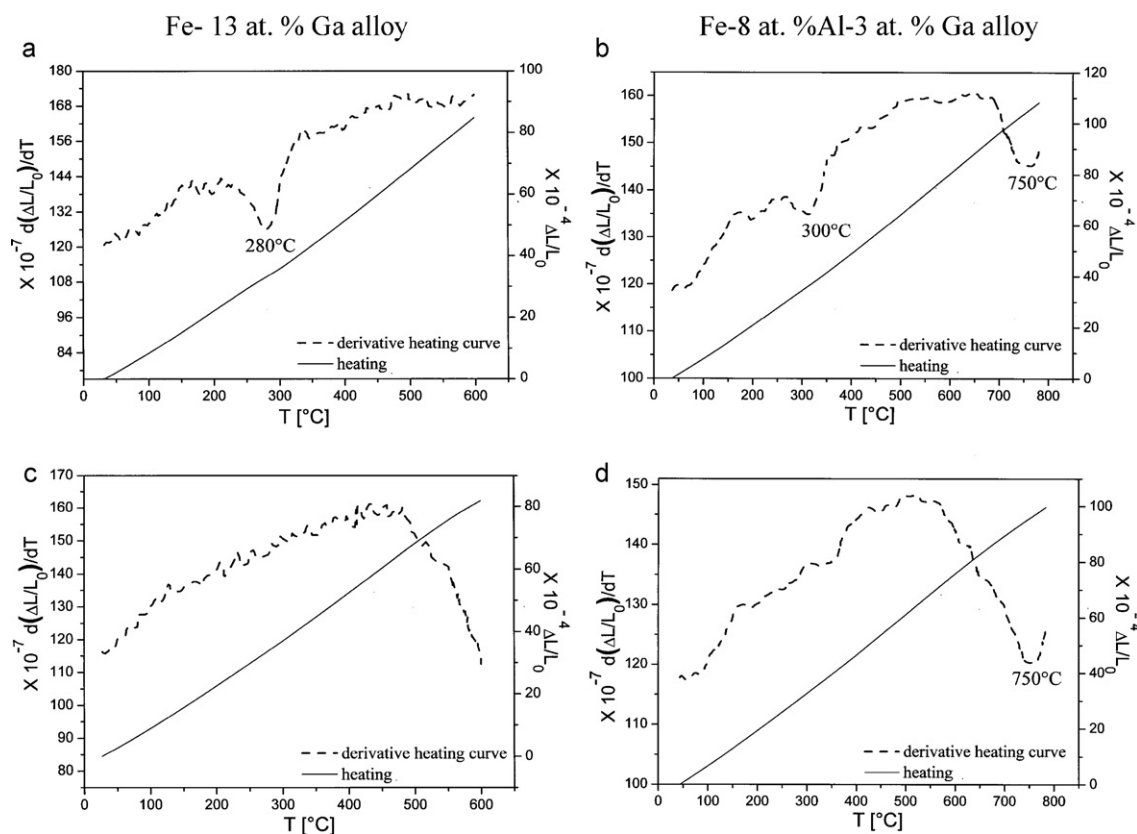 Fe- 13 at. % Ga alloy
Fe-8 at. %Al-3 at. % Ga alloy
a
180
168
156
144
132
120
108
96
84
X 10⁻⁷ d(ΔL/L₀)/dT
100
80
60
40
20
0
X 10⁻⁴ ΔL/L₀
280°C
derivative heating curve
heating
0 100 200 300 400 500 600 700
T [°C]
b
160
150
140
130
120
110
100
X 10⁻⁷ d(ΔL/L₀)/dT
120
100
80
60
40
20
0
X 10⁻⁴ ΔL/L₀
300°C
750°C
derivative heating curve
heating
0 100 200 300 400 500 600 700 800
T [°C]
c
170
160
150
140
130
120
110
100
90
80
X 10⁻⁷ d(ΔL/L₀)/dT
80
60
40
20
0
X 10⁻⁴ ΔL/L₀
derivative heating curve
heating
0 100 200 300 400 500 600
T [°C]
d
150
140
130
120
110
100
X 10⁻⁷ d(ΔL/L₀)/dT
100
80
60
40
20
0
X 10⁻⁴ ΔL/L₀
750°C
derivative heating curve
heating
0 100 200 300 400 500 600 700 800
T [°C]